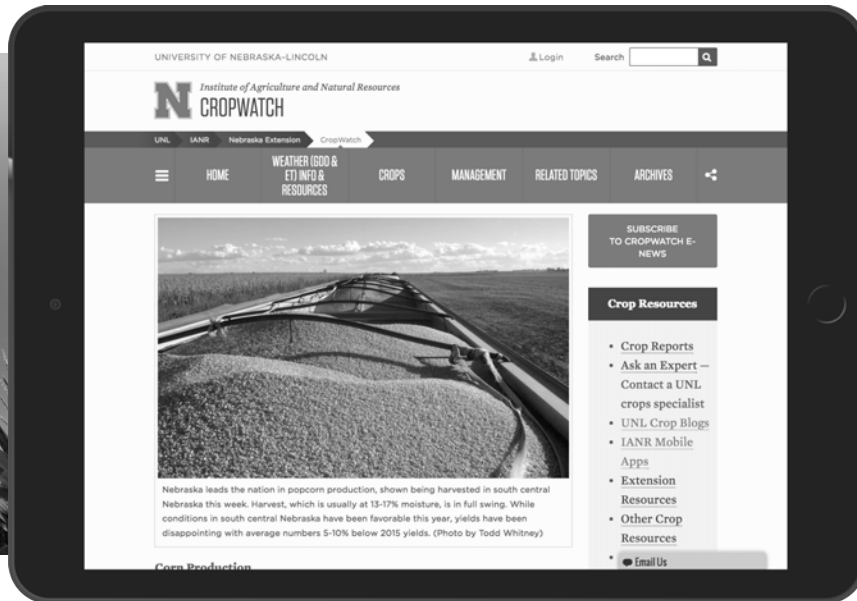 UNIVERSITY OF NEBRASKA–LINCOLN
Login
Search
N
Institute of Agriculture and Natural Resources
CROPWATCH
UNL
IANR
Nebraska Extension
CropWatch
HOME
WEATHER (GDD &
ET) INFO &
RESOURCES
CROPS
MANAGEMENT
RELATED TOPICS
ARCHIVES
SUBSCRIBE
TO CROPWATCH E-
NEWS
Crop Resources
• Crop Reports
• Ask an Expert —
Contact a UNL
crops specialist
• UNL Crop Blogs
• IANR Mobile
Apps
• Extension
Resources
• Other Crop
Resources
•
Email Us
Nebraska leads the nation in popcorn production, shown being harvested in south central
Nebraska this week. Harvest, which is usually at 13-17% moisture, is in full swing. While
conditions in south central Nebraska have been favorable this year, yields have been
disappointing with average numbers 5-10% below 2015 yields. (Photo by Todd Whitney)
Corn Production